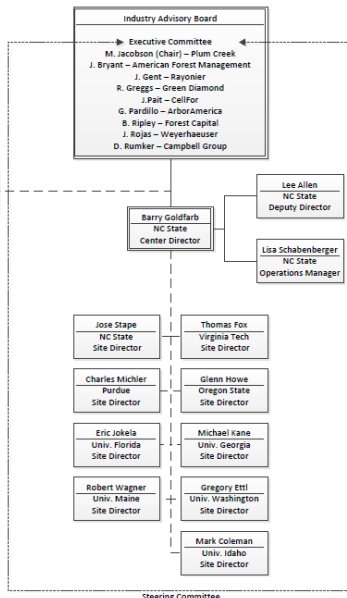 Industry Advisory Board
Executive Committee
M. Jacobson (Chair) – Plum Creek
J. Bryant – American Forest Management
J. Gent – Rayonier
R. Greggs – Green Diamond
J.Pait – CellFor
G. Pardillo – ArborAmerica
B. Ripley – Forest Capital
J. Rojas – Weyerhaeuser
D. Rumker – Campbell Group
Lee Allen
NC State
Deputy Director
Barry Goldfarb
NC State
Center Director
Lisa Schabenberger
NC State
Operations Manager
Jose Stape
NC State
Site Director
Thomas Fox
Virginia Tech
Site Director
Charles Michler
Purdue
Site Director
Glenn Howe
Oregon State
Site Director
Eric Jokela
Univ. Florida
Site Director
Michael Kane
Univ. Georgia
Site Director
Robert Wagner
Univ. Maine
Site Director
Gregory Ettl
Univ. Washington
Site Director
Mark Coleman
Univ. Idaho
Site Director
Steering Committee